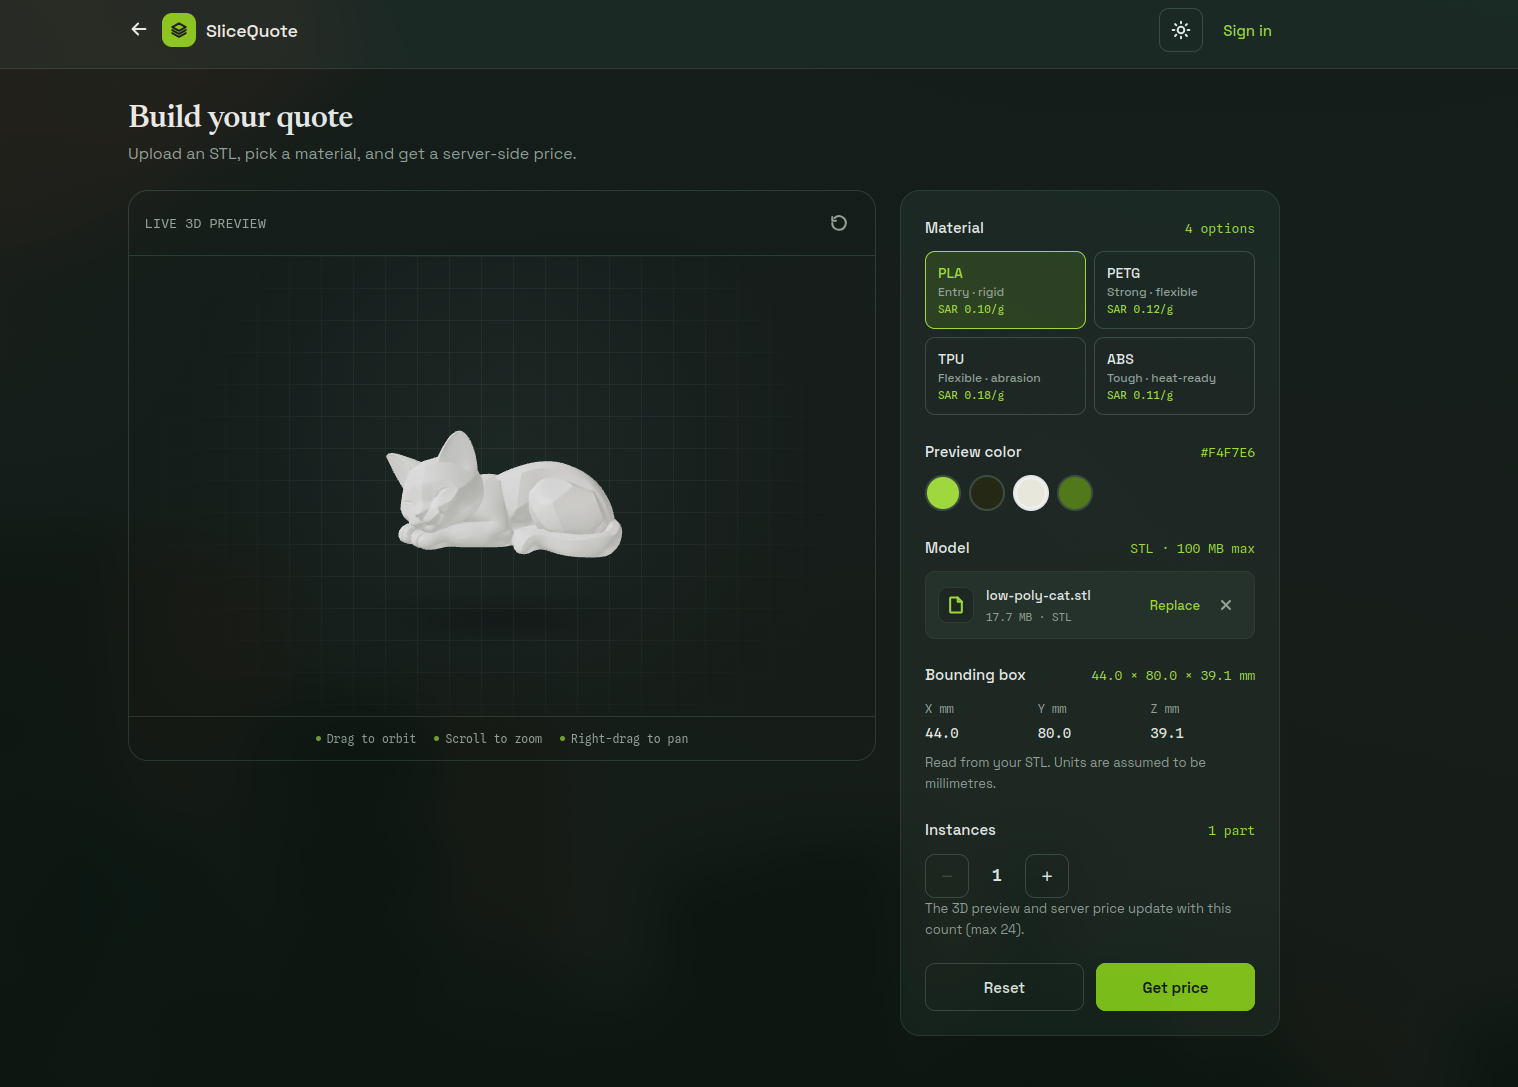 SliceQuote
Sign in
Build your quote
Upload an STL, pick a material, and get a server-side price.
LIVE 3D PREVIEW
Drag to orbit
Scroll to zoom
Right-drag to pan
Material
4 options
PLA
Entry · rigid
SAR 0.10/g
PETG
Strong · flexible
SAR 0.12/g
TPU
Flexible · abrasion
SAR 0.18/g
ABS
Tough · heat-ready
SAR 0.11/g
Preview color
#F4F7E6
Model
STL · 100 MB max
low-poly-cat.stl
17.7 MB · STL
Replace
Bounding box
44.0 × 80.0 × 39.1 mm
X mm
Y mm
Z mm
44.0
80.0
39.1
Read from your STL. Units are assumed to be
millimetres.
Instances
1 part
− 1 +
The 3D preview and server price update with this
count (max 24).
Reset
Get price